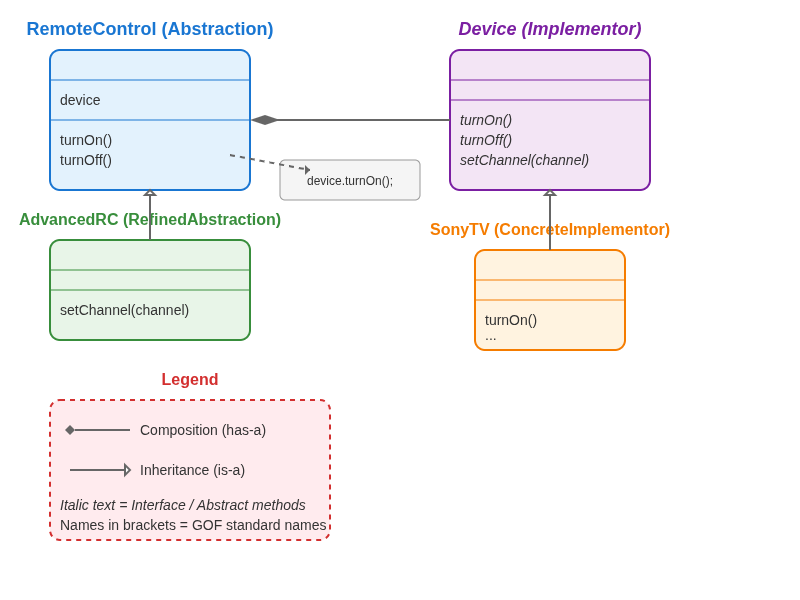 RemoteControl (Abstraction)
device
turnOn()
turnOff()
Device (Implementor)
turnOn()
turnOff()
setChannel(channel)
device.turnOn();
AdvancedRC (RefinedAbstraction)
setChannel(channel)
SonyTV (ConcreteImplementor)
turnOn()
...
Legend
Composition (has-a)
Inheritance (is-a)
Italic text = Interface / Abstract methods
Names in brackets = GOF standard names